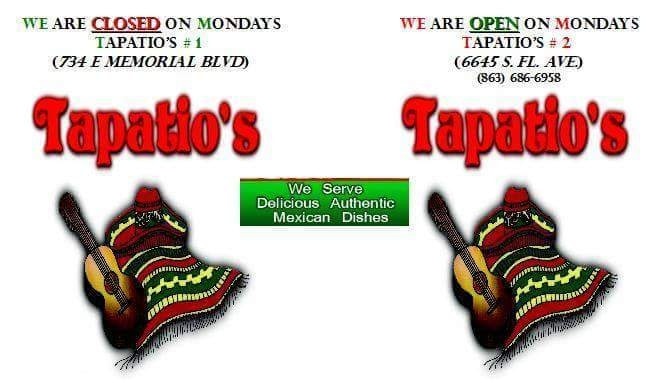 WE ARE CLOSED ON MONDAYS
TAPATIO'S # 1
(734 E MEMORIAL BLVD)
Tapatio's
WE ARE OPEN ON MONDAYS
TAPATIO'S # 2
(6645 S. FL. AVE)
(863) 686-6958
Tapatio's
We Serve
Delicious Authentic
Mexican Dishes